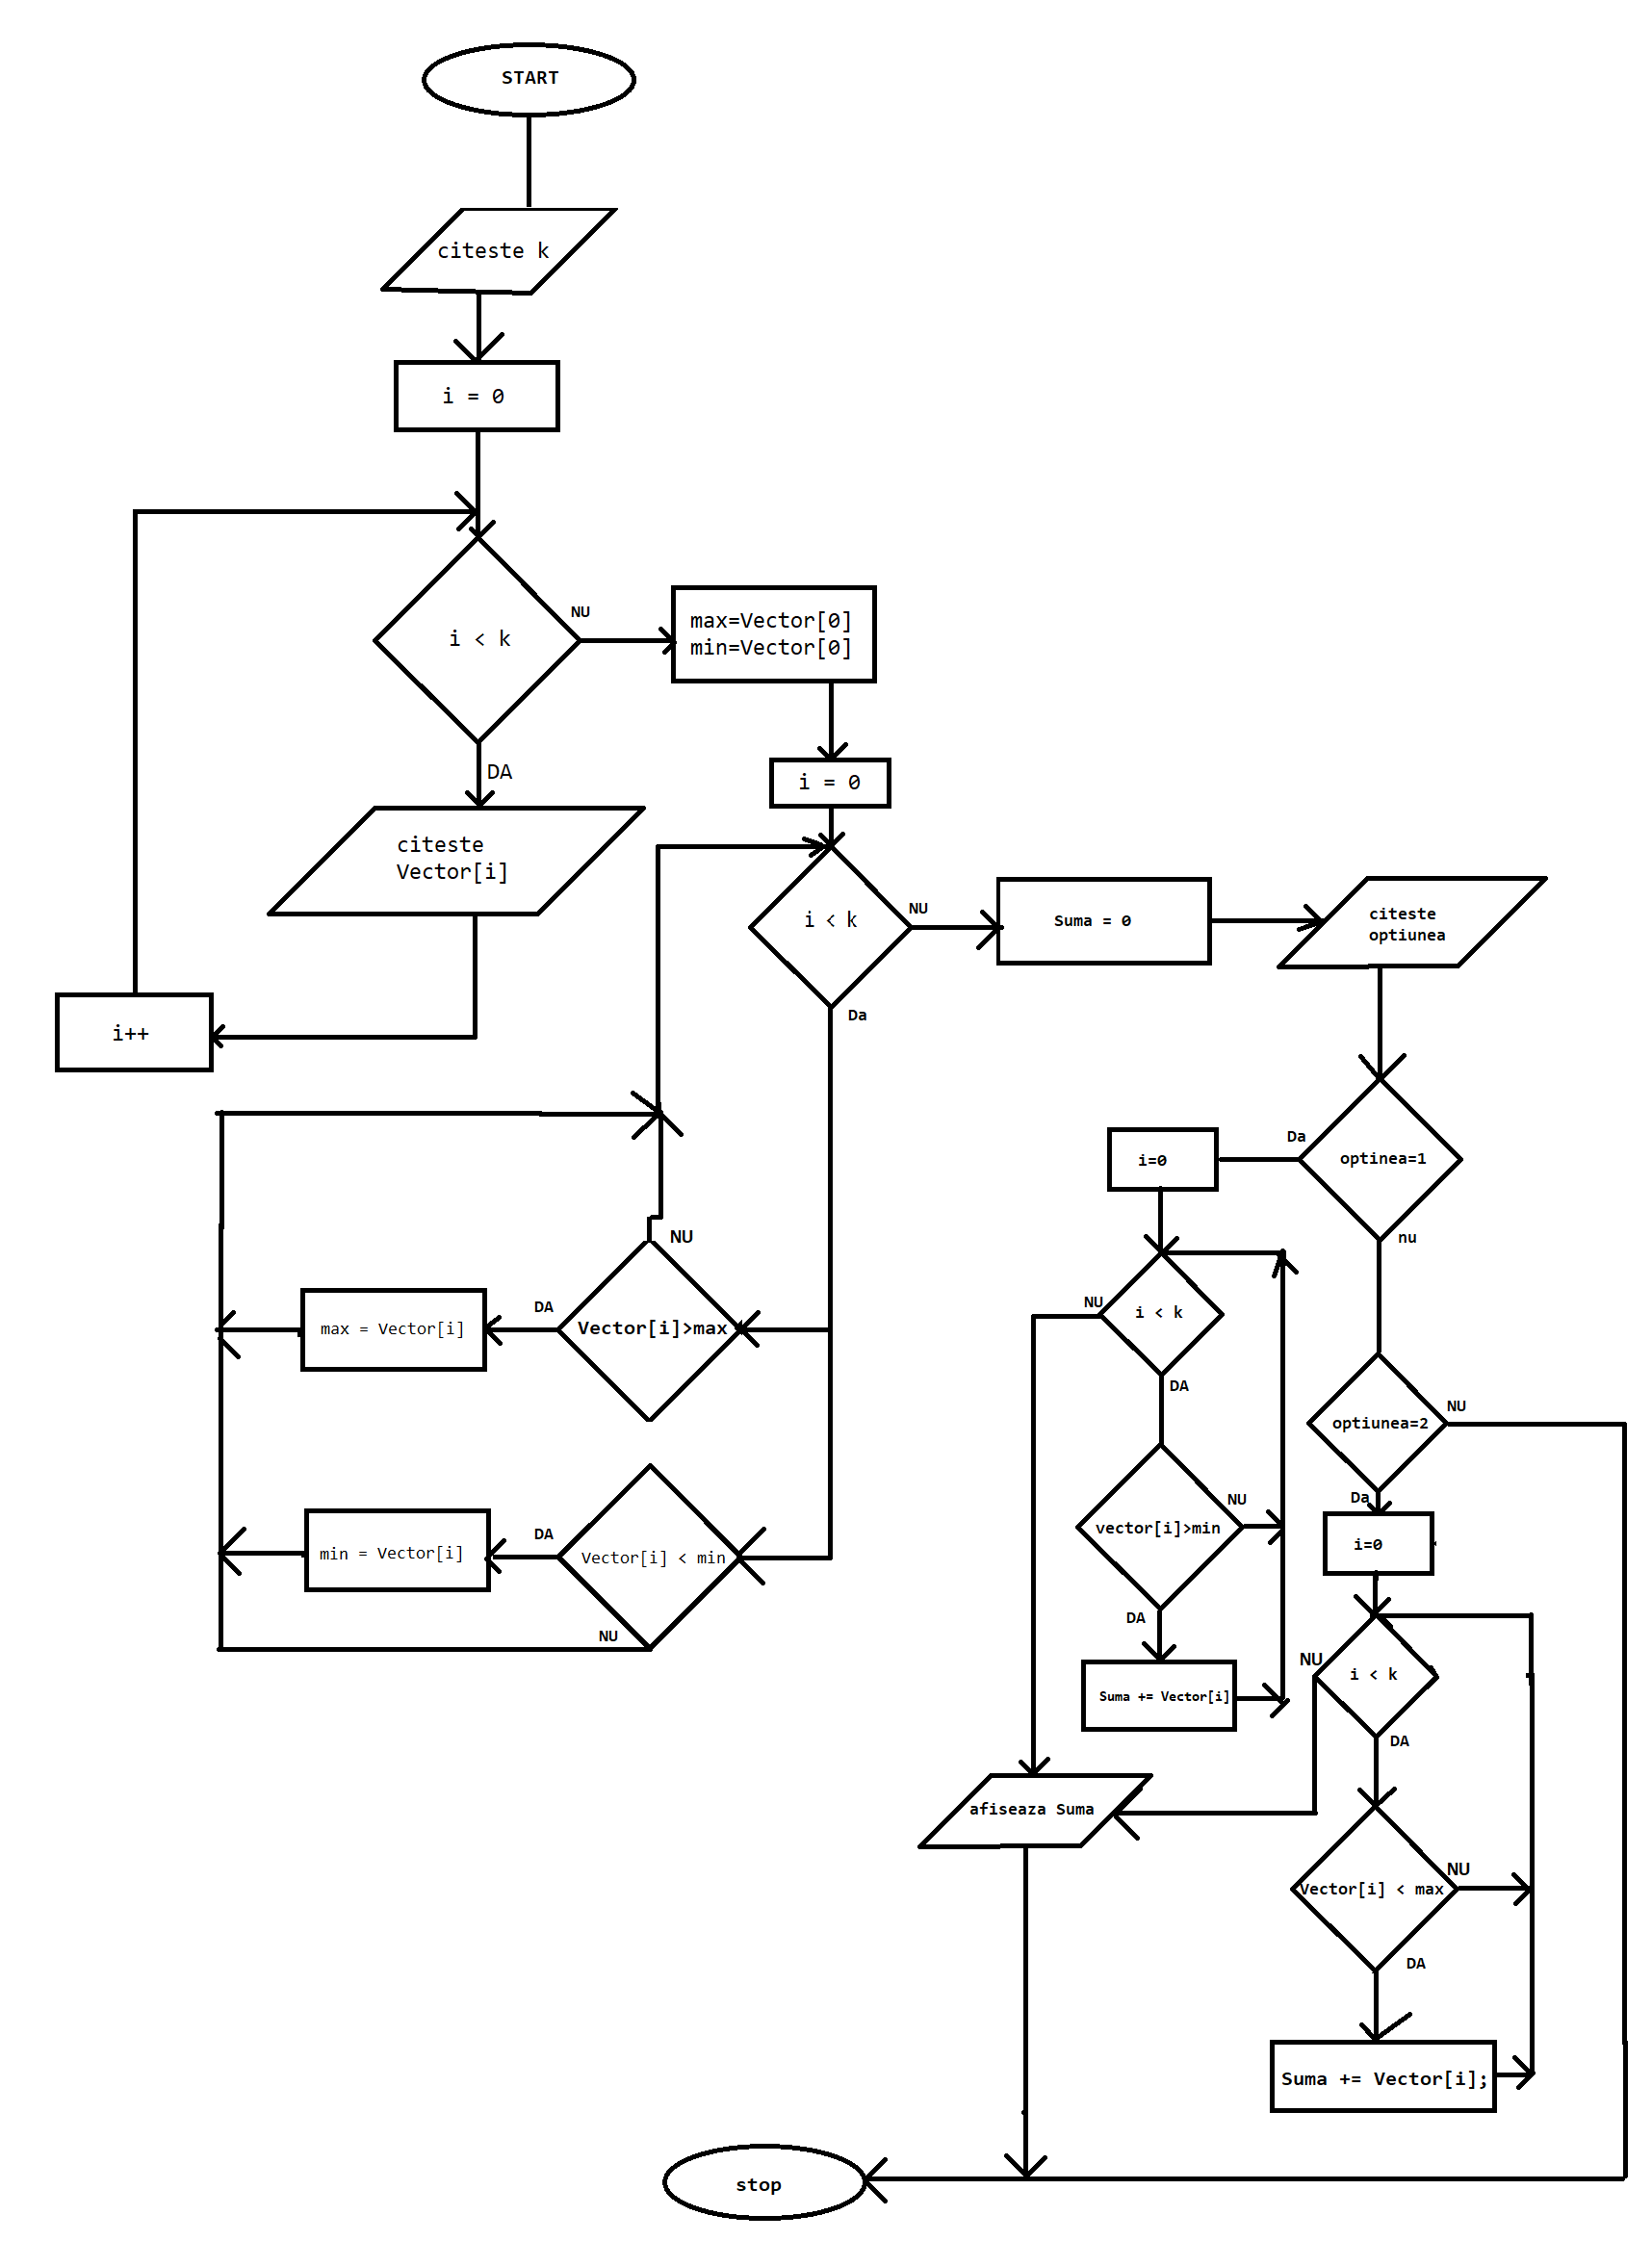 START
citeste k
i = 0
i < k
NU
max=Vector[0]
min=Vector[0]
DA
i = 0
citeste
Vector[i]
i++
i < k
NU
Da
Suma = 0
citeste
optiunea
optinea=1
Da
nu
i=0
NU
Vector[i]>max
DA
max = Vector[i]
Vector[i] < min
DA
min = Vector[i]
NU
i < k
NU
DA
vector[i]>min
NU
DA
Suma += Vector[i]
optiunea=2
NU
Da
i=0
i < k
NU
DA
afiseaza Suma
Vector[i] < max
NU
DA
Suma += Vector[i];
stop